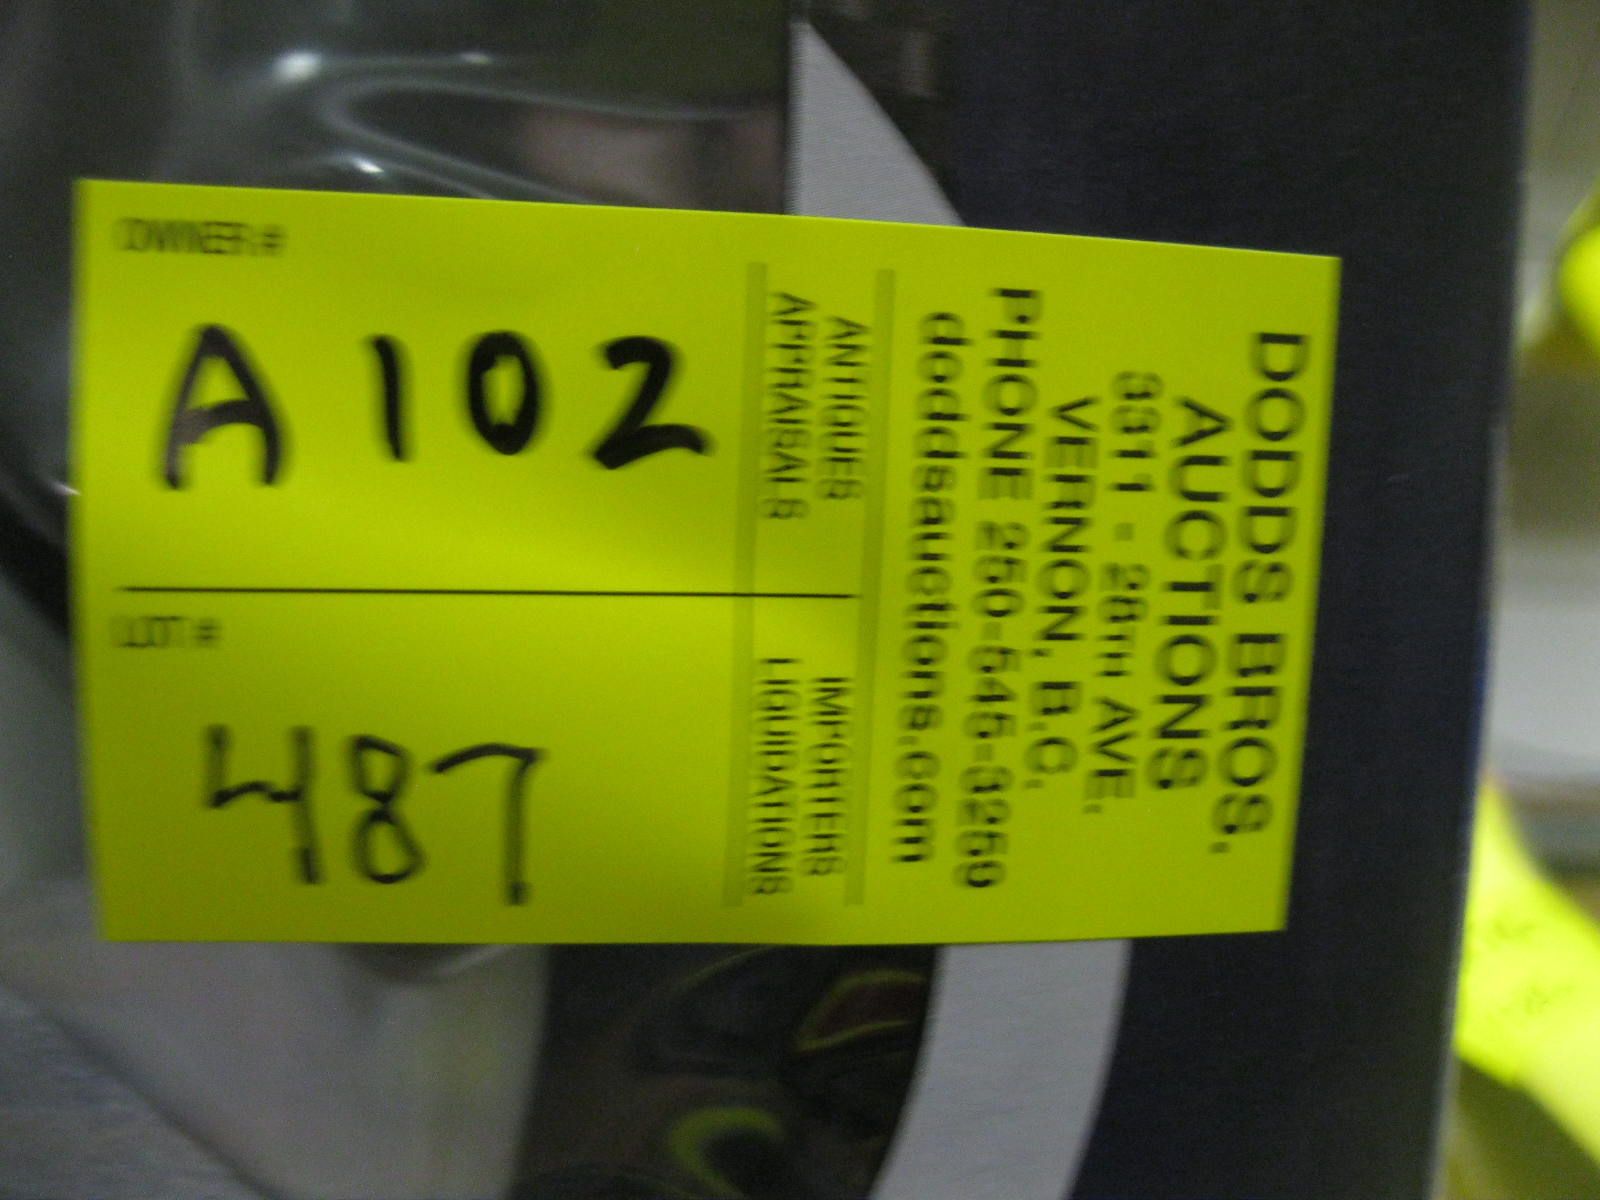 OWNER#
A102
LOT#
487
ANTIQUES
APPRAISALS
IMPORTERS
LIQUIDATIONS
DODDS BROS.
AUCTIONS
3311 - 28TH AVE.
VERNON, B.C.
PHONE 250-545-3259
doddsauctions.com